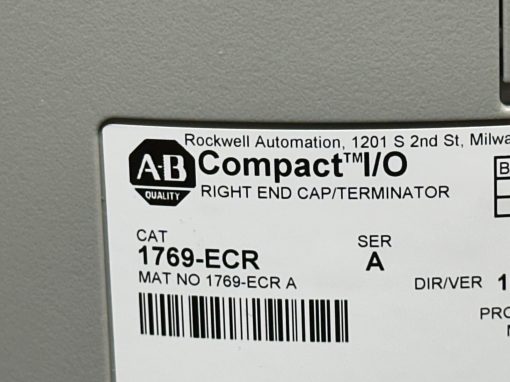 Rockwell Automation, 1201 S 2nd St,
A-B
QUALITY
Compact™I/O
RIGHT END CAP/TERMINATOR
CAT
1769-ECR
SER
A
MAT NO 1769-ECR A
DIR/VER 1